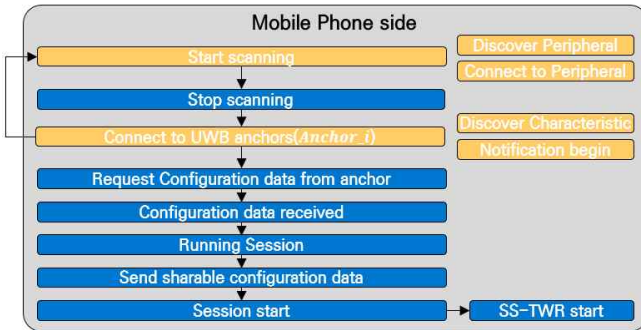 Mobile Phone side
Start scanning
Discover Peripheral
Connect to Peripheral
Stop scanning
Connect to UWB anchors(Anchor_i)
Discover Characteristic
Notification begin
Request Configuration data from anchor
Configuration data received
Running Session
Send sharable configuration data
Session start
SS-TWR start